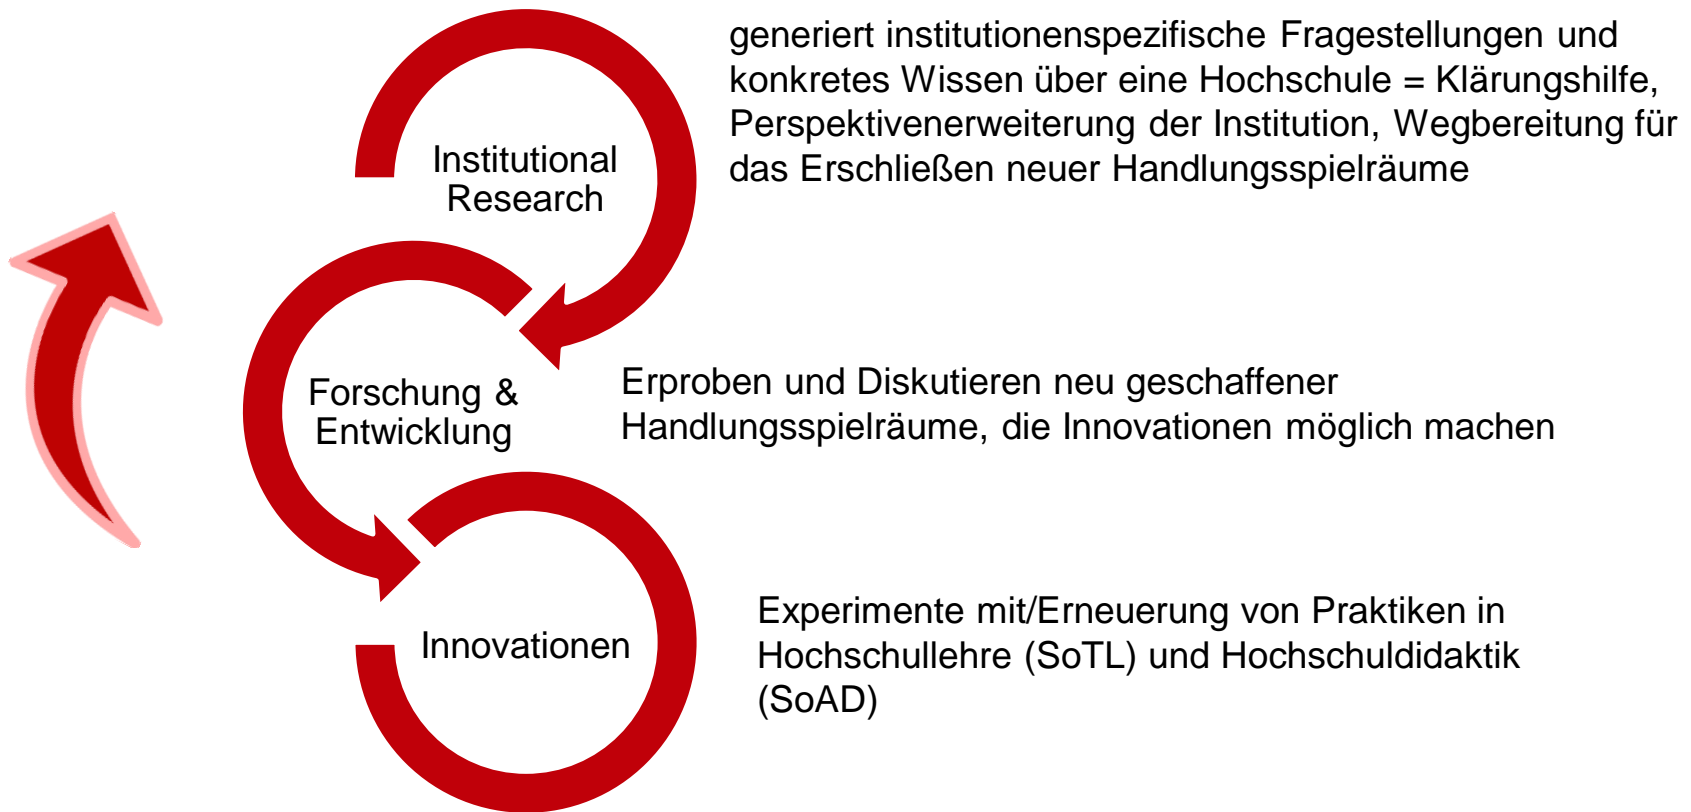 generiert institutionenspezifische Fragestellungen und
konkretes Wissen über eine Hochschule = Klärungshilfe,
Perspektivenerweiterung der Institution, Wegbereitung für
das Erschließen neuer Handlungsspielräume
Institutional
Research
Erproben und Diskutieren neu geschaffener
Handlungsspielräume, die Innovationen möglich machen
Forschung &
Entwicklung
Experimente mit/Erneuerung von Praktiken in
Hochschullehre (SoTL) und Hochschuldidaktik
(SoAD)
Innovationen